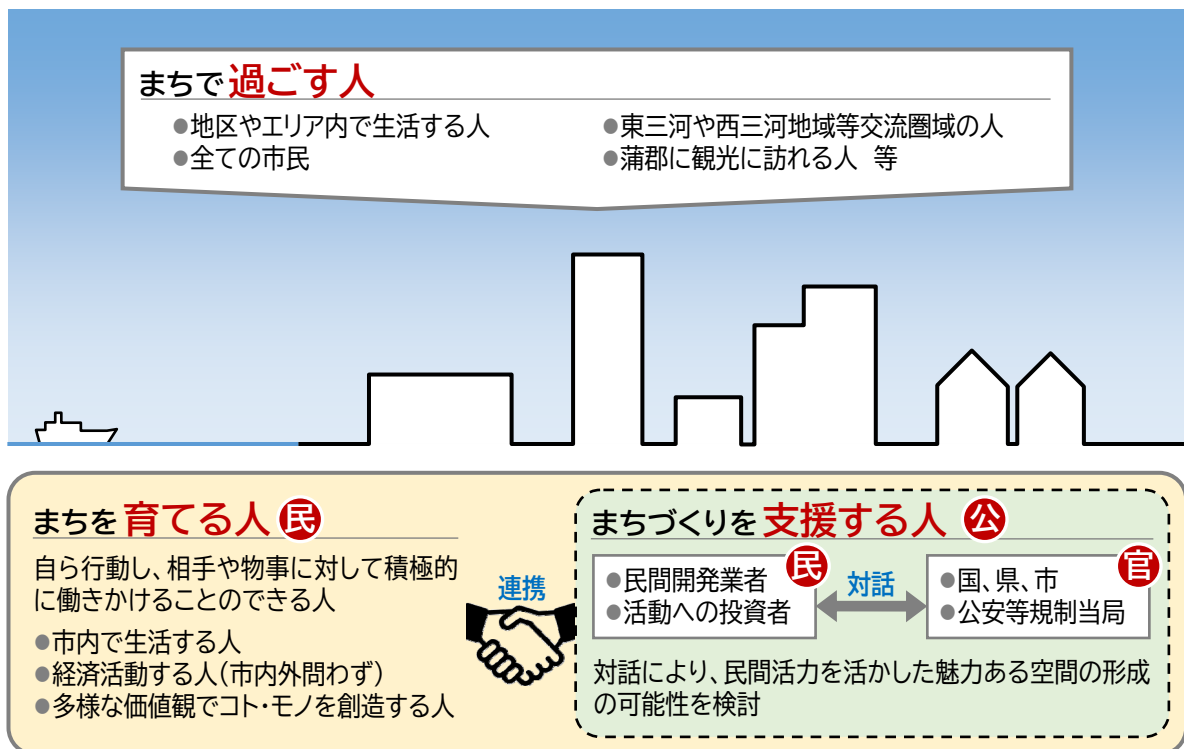 まちで過ごす人
●地区やエリア内で生活する人
●全ての市民
●東三河や西三河地域等交流圏域の人
●蒲郡に観光に訪れる人 等
まちを育てる人 民
自ら行動し、相手や物事に対して積極的
に働きかけることのできる人
●市内で生活する人
●経済活動する人(市内外問わず)
●多様な価値観でコト・モノを創造する人
連携
まちづくりを支援する人 公
民
●民間開発業者
●活動への投資者
対話
官
●国、県、市
●公安等規制当局
対話により、民間活力を活かした魅力ある空間の形成
の可能性を検討